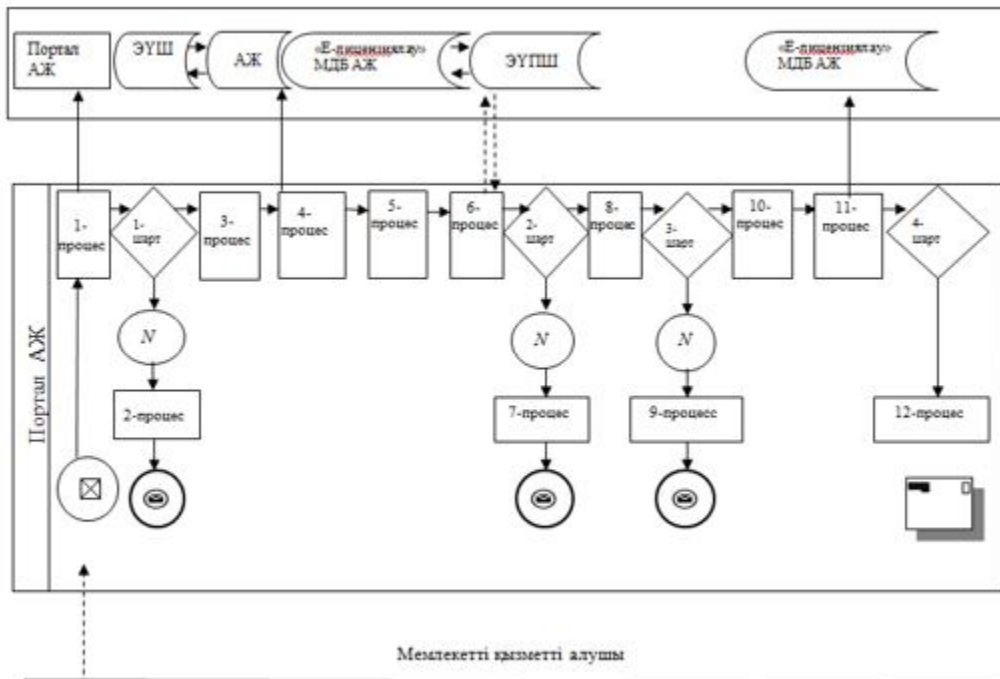 Портал
АЖ
ЭҮШ
АЖ
«Е-лицензиялау»
МДБ АЖ
ЭҮПШ
«Е-лицензиялау»
МДБ АЖ
Портал АЖ
1-
процес
1-
шарт
3-
процес
4-
процес
5-
процес
6-
процес
2-
шарт
8-
процес
3-
шарт
10-
процес
11-
процес
4-
шарт
N
N
N
2-процес
7-процес
9-процесс
12-процес
Мемлекетті қызметті алушы